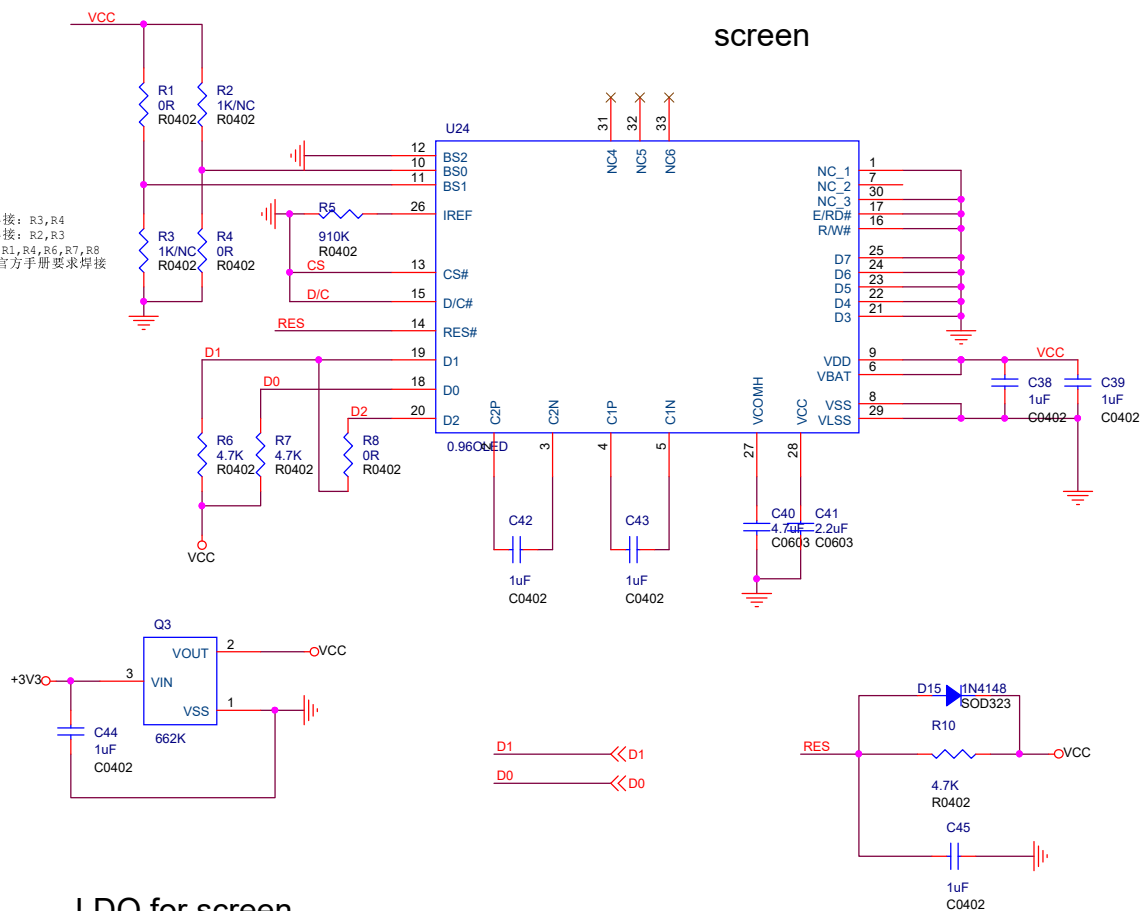 VCC
screen
R1
0R
R0402
R2
1K/NC
R0402
接: R3,R4
接: R2,R3
R1,R4,R6,R7,R8
官方手册要求焊接
R3
1K/NC
R0402
R4
0R
R0402
U24
31
32
33
NC4
NC5
NC6
12
BS2
10
BS0
11
BS1
26
IREF
R5
910K
R0402
CS
13
CS#
D/C
15
D/C#
RES
14
RES#
D1
19
D1
D0
18
D0
D2
20
D2
NC_1
1
NC_2
7
NC_3
30
E/RD#
17
R/W#
16
D7
25
D6
24
D5
23
D4
22
D3
21
VDD
9
VCC
VBAT
6
VSS
8
VLSS
29
C38
1uF
C0402
C39
1uF
C0402
C2P
C2N
C1P
C1N
VCOMH
VCC
0.96OLED
2
3
4
5
27
28
R6
4.7K
R0402
R7
4.7K
R0402
R8
0R
R0402
VCC
C42
1uF
C0402
C43
1uF
C0402
C40
4.7uF
C0603
C41
2.2uF
C0603
Q3
VOUT
2
VCC
+3V3
3
VIN
VSS
1
662K
C44
1uF
C0402
D1
D1
D0
D0
D15
1N4148
SOD323
R10
RES
VCC
4.7K
R0402
C45
1uF
C0402
LDO for screen